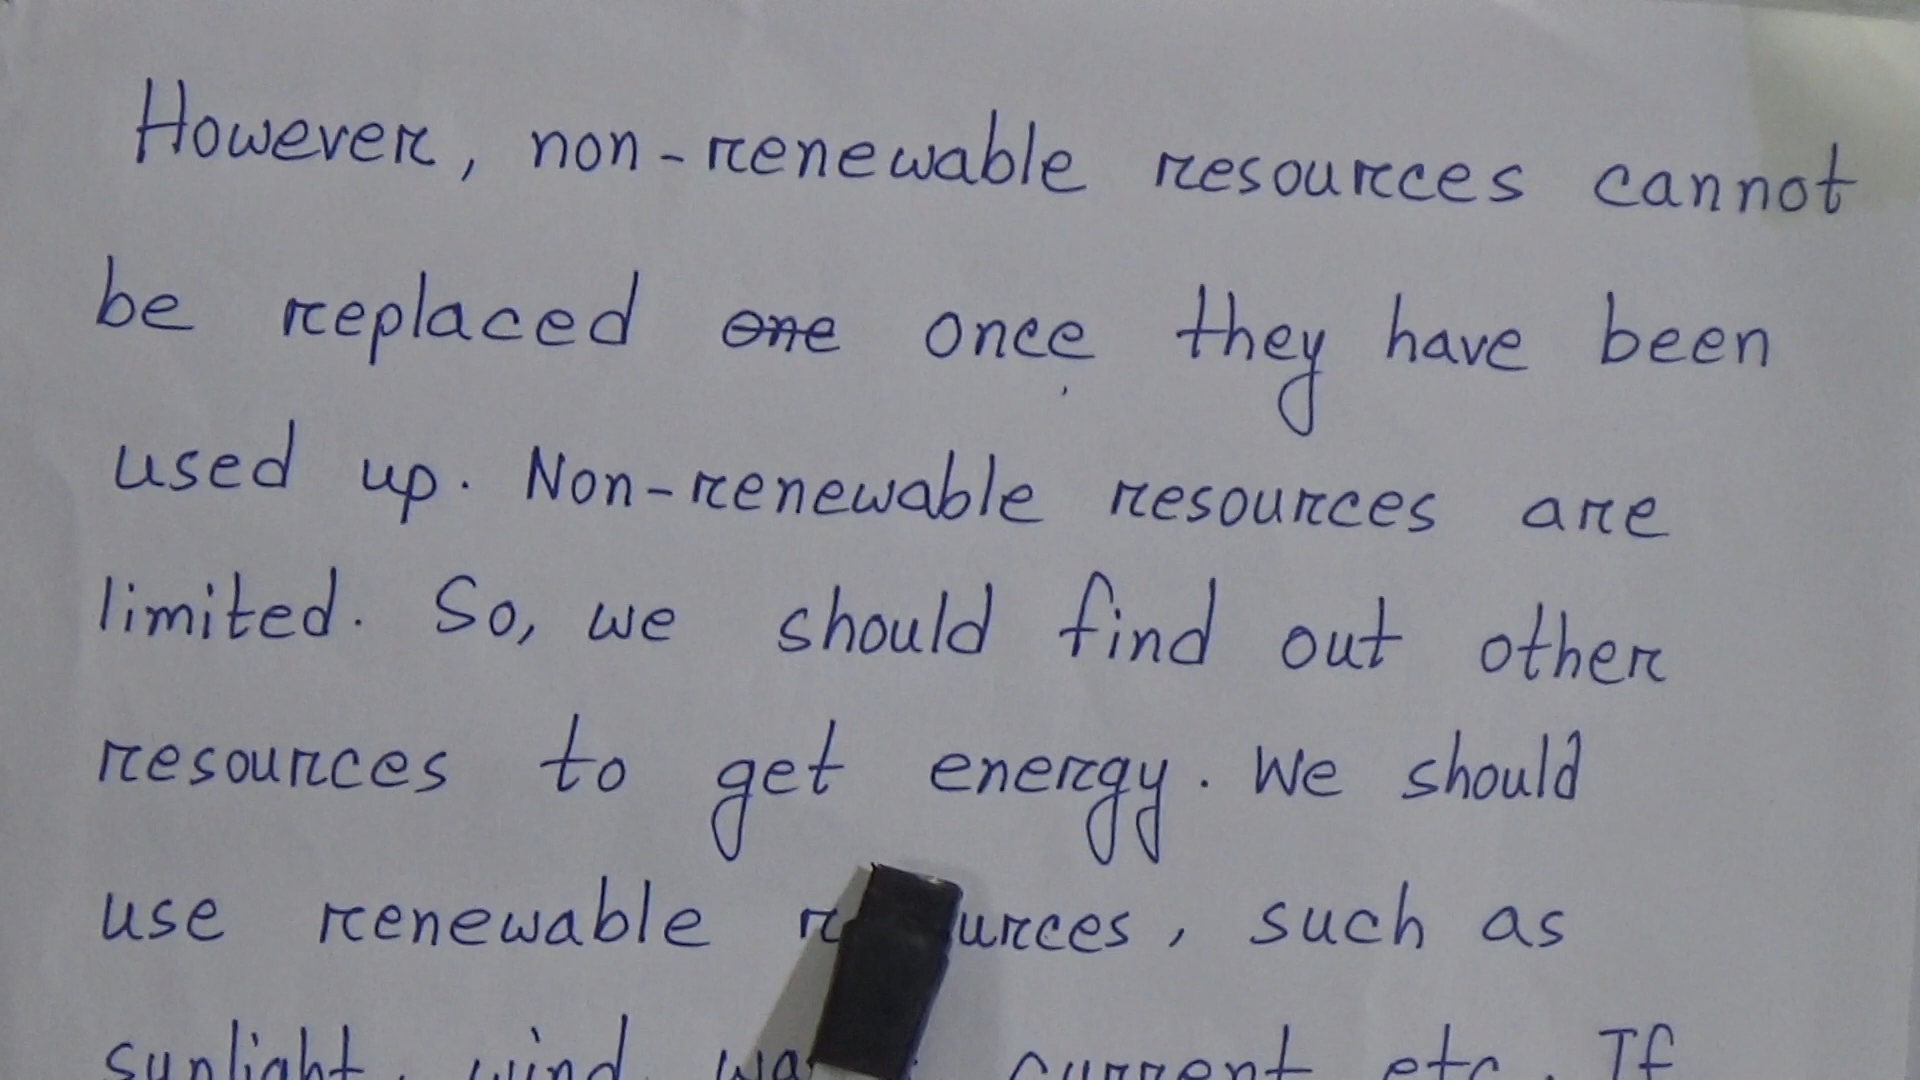 However, non-renewable resources cannot
be replaced ~~one~~ once they have been
used up. Non-renewable resources are
limited. So, we should find out other
resources to get energy. We should
use renewable urces, such as
sunlight, wind, current etc. If